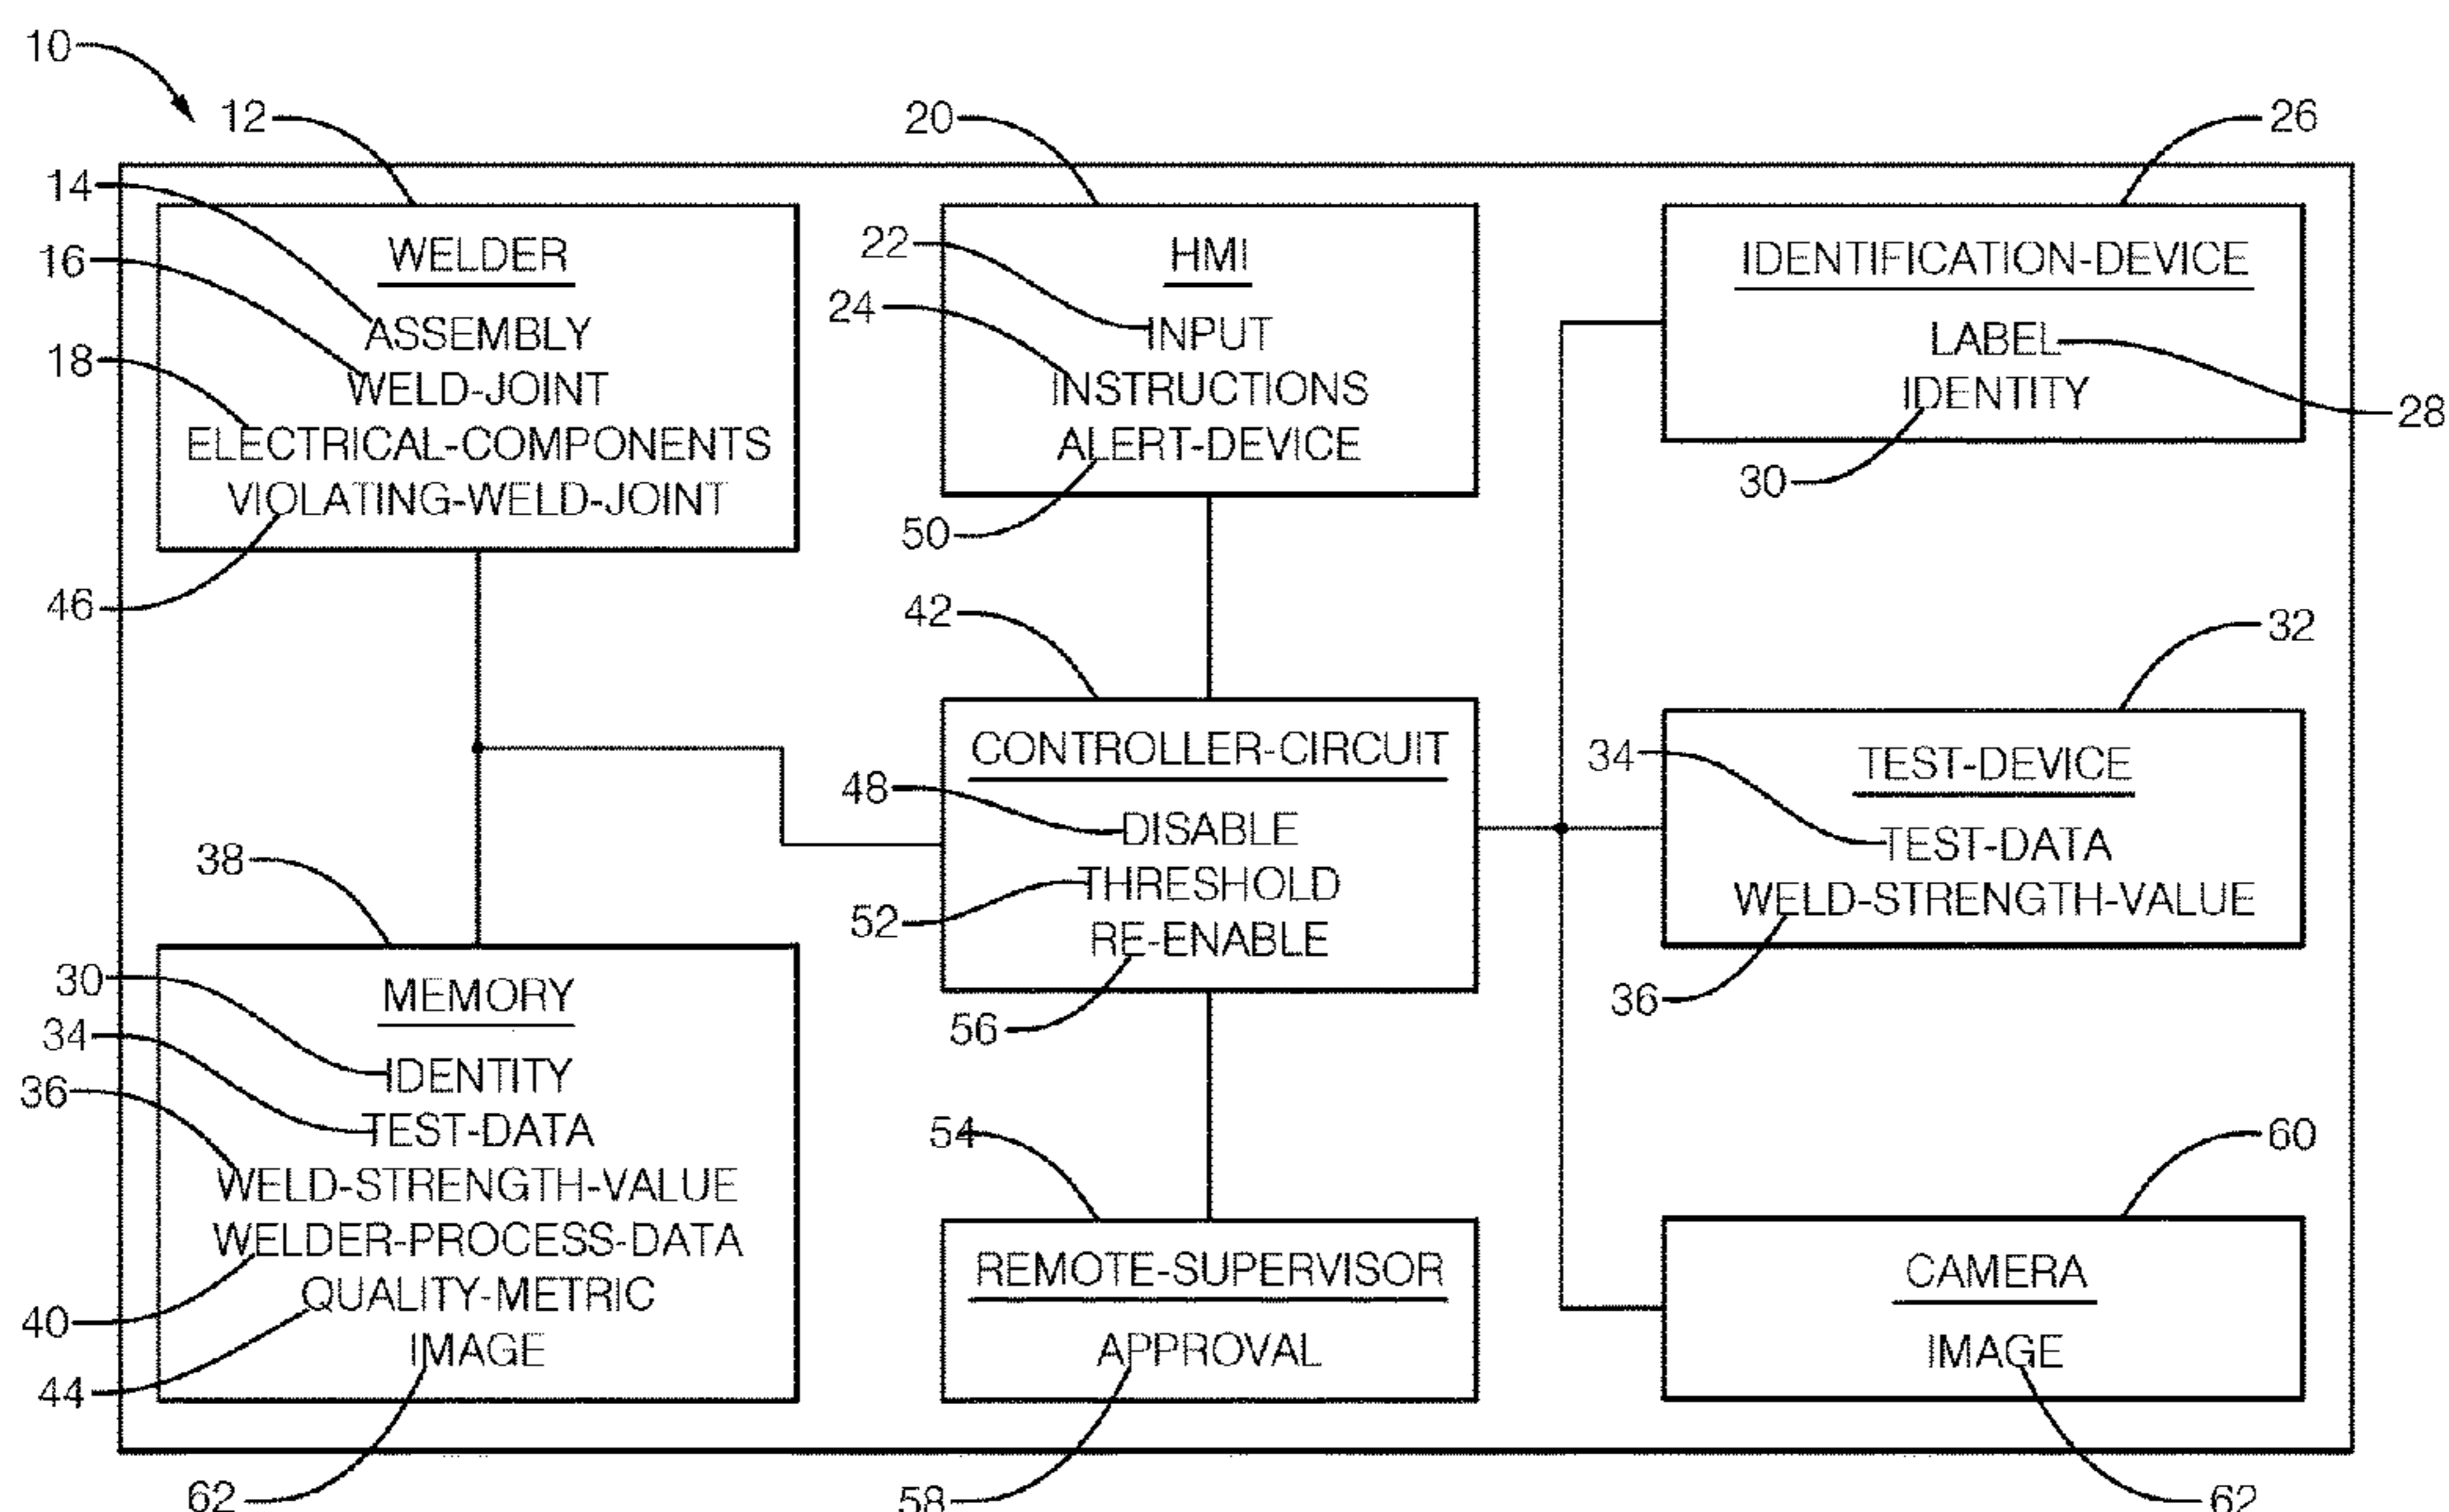 10
12
14
16
18
WELDER
ASSEMBLY
WELD-JOINT
ELECTRICAL-COMPONENTS
VIOLATING-WELD-JOINT
46
20
22
24
HMI
INPUT
INSTRUCTIONS
ALERT-DEVICE
50
26
IDENTIFICATION-DEVICE
LABEL
IDENTITY
28
30
42
CONTROLLER-CIRCUIT
48
DISABLE
THRESHOLD
52
RE-ENABLE
56
32
34
TEST-DEVICE
TEST-DATA
WELD-STRENGTH-VALUE
36
38
30
34
36
MEMORY
IDENTITY
TEST-DATA
WELD-STRENGTH-VALUE
WELDER-PROCESS-DATA
QUALITY-METRIC
IMAGE
40
44
62
54
REMOTE-SUPERVISOR
APPROVAL
58
60
CAMERA
IMAGE
62